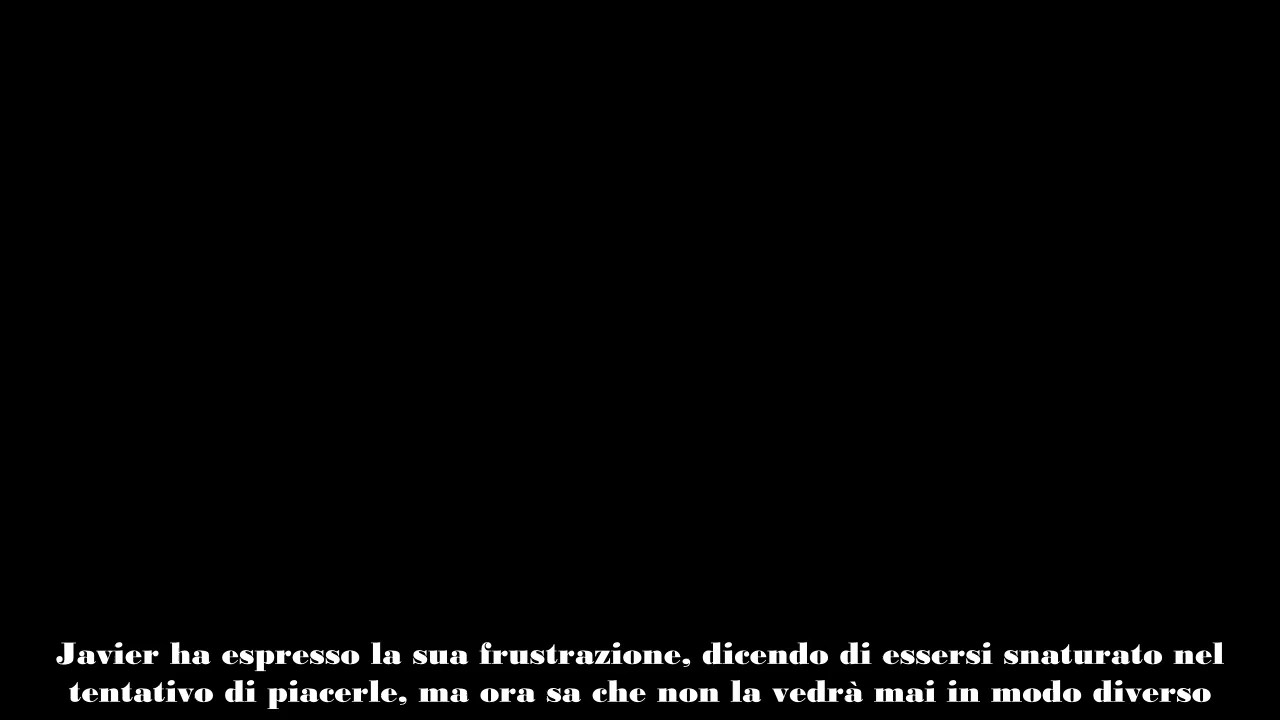 Javier ha espresso la sua frustrazione, dicendo di essersi snaturato nel
tentativo di piacerle, ma ora sa che non la vedrà mai in modo diverso